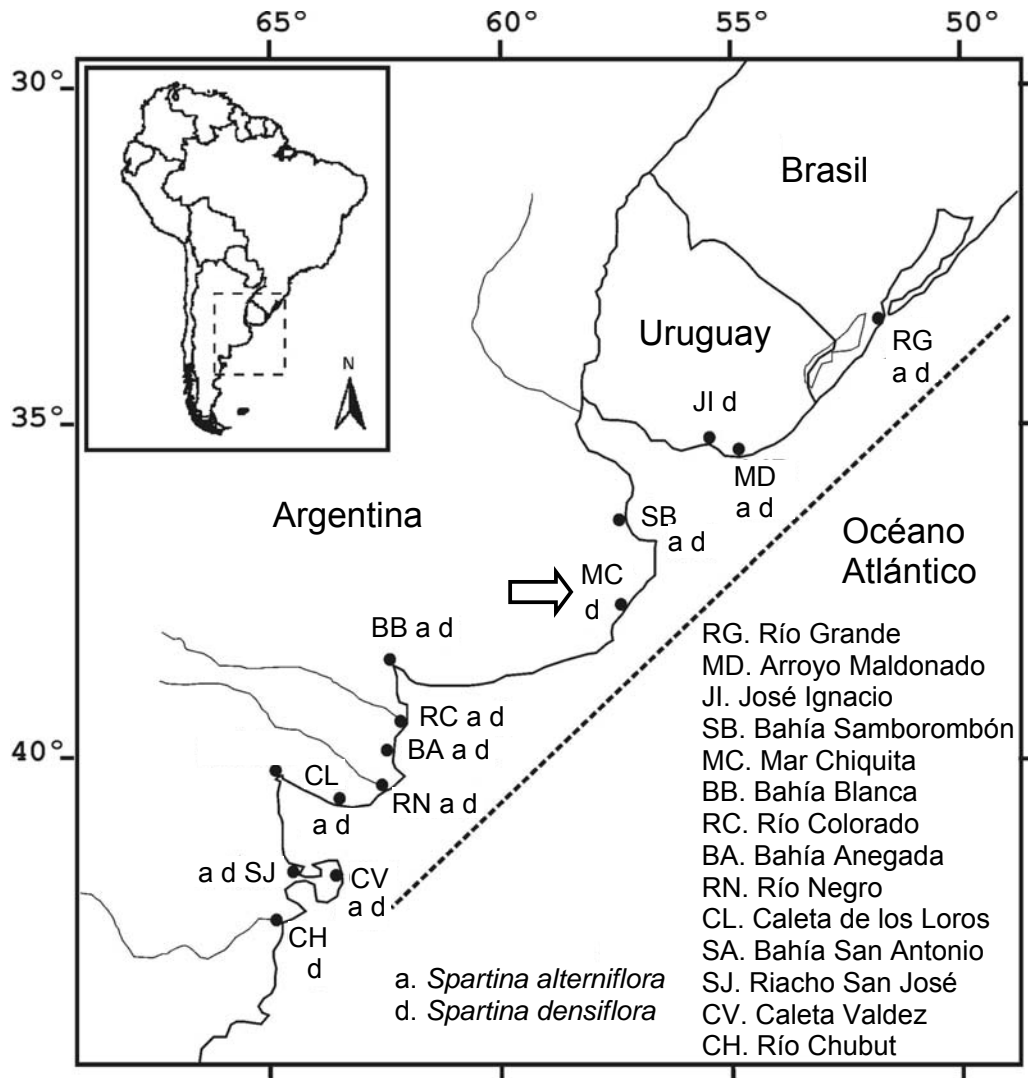 65° 60° 55° 50°
30°
35°
40°
N
Brasil
Uruguay
RG
a d
JI d
MD
a d
Argentina
SB
a d
Océano
Atlántico
MC
d
BB a d
RC a d
BA a d
CL
a d
RN a d
a d SJ
CV
a d
CH
d
a. Spartina alterniflora
d. Spartina densiflora
RG. Río Grande
MD. Arroyo Maldonado
JI. José Ignacio
SB. Bahía Samborombón
MC. Mar Chiquita
BB. Bahía Blanca
RC. Río Colorado
BA. Bahía Anegada
RN. Río Negro
CL. Caleta de los Loros
SA. Bahía San Antonio
SJ. Riacho San José
CV. Caleta Valdez
CH. Río Chubut